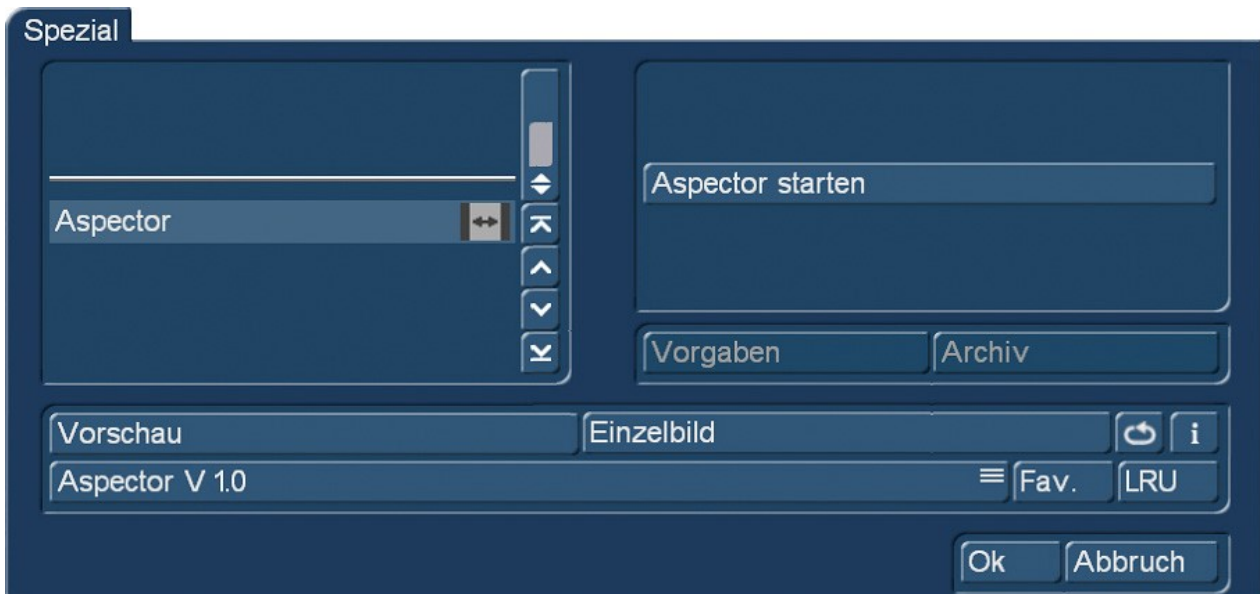 Spezial
Aspector starten
Aspector
Vorgaben Archiv
Vorschau Einzelbild i
Aspector V 1.0 Fav. LRU
Ok Abbruch